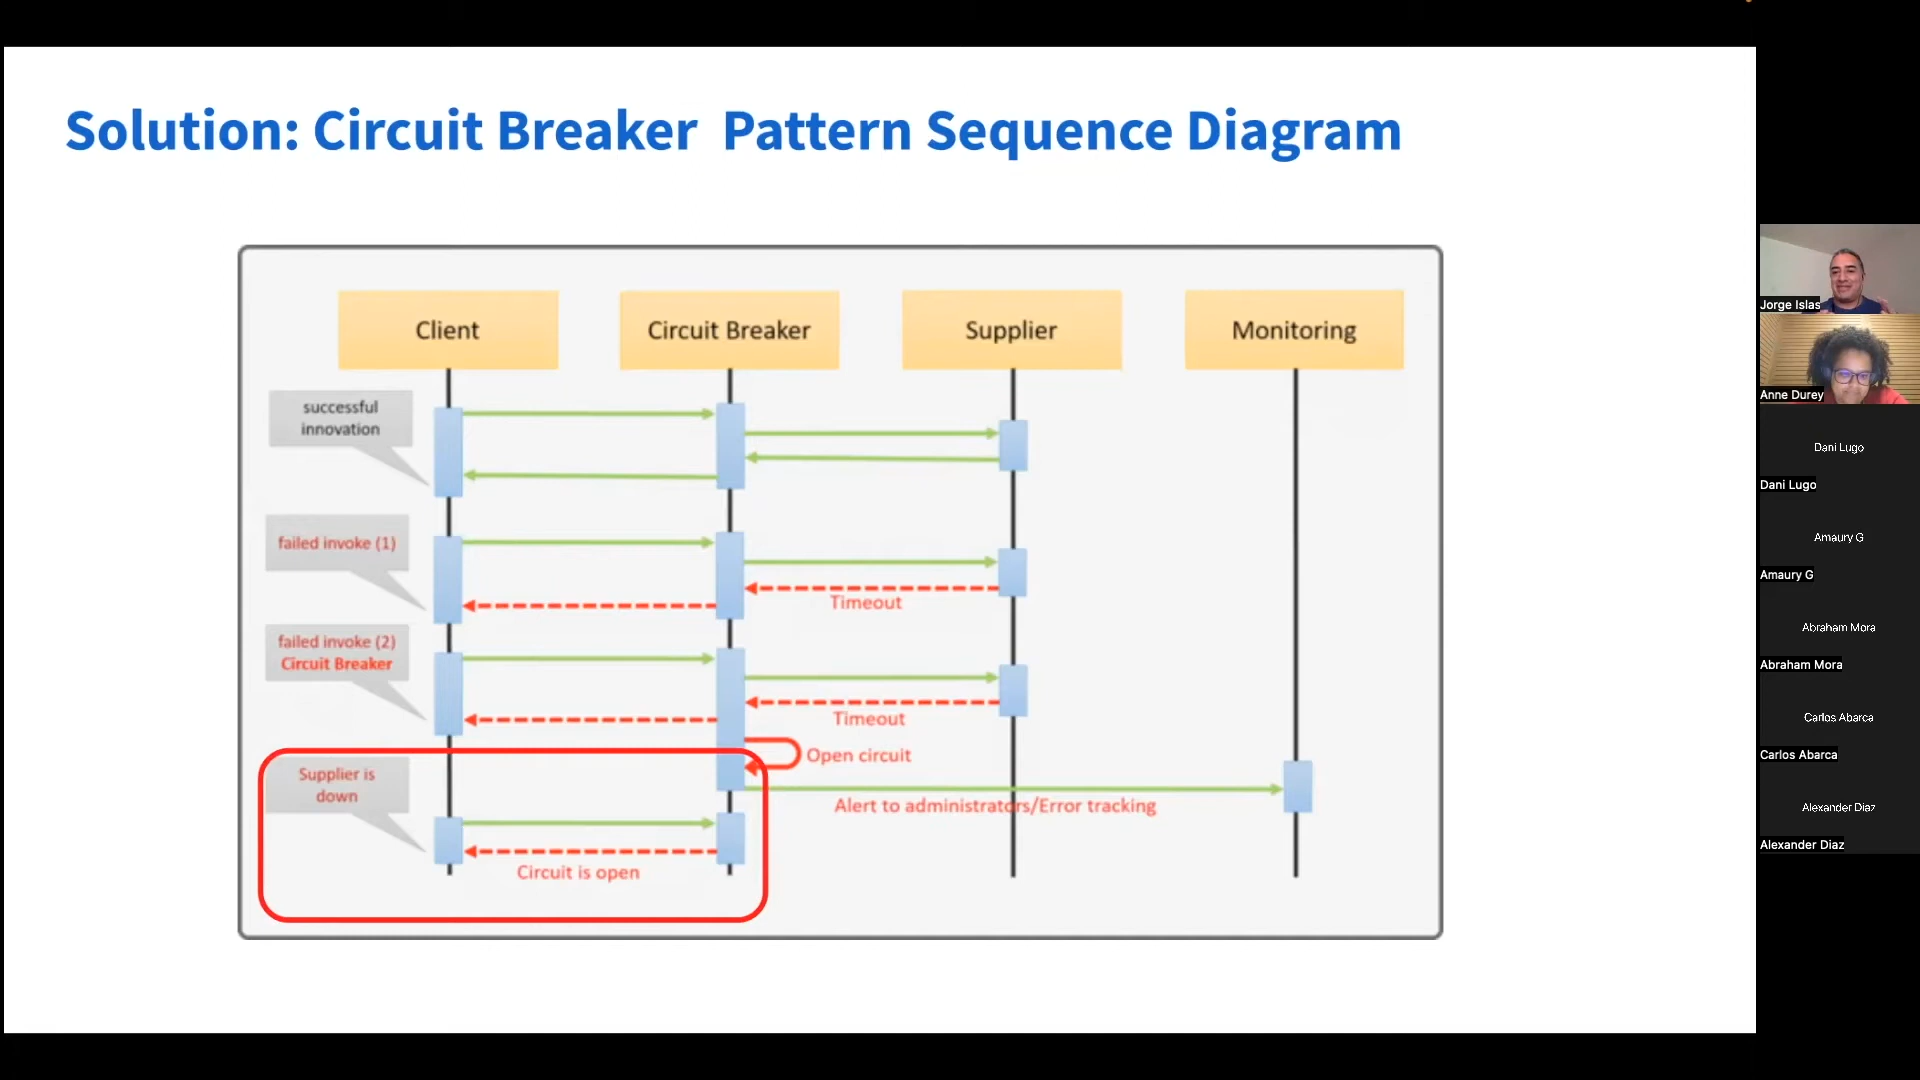 Solution: Circuit Breaker Pattern Sequence Diagram
Client
Circuit Breaker
Supplier
Monitoring
successful
innovation
failed invoke (1)
Timeout
failed invoke (2)
Circuit Breaker
Timeout
Open circuit
Supplier is
down
Alert to administrators/Error tracking
Circuit is open
Jorge Islas
Anne Durey
Dani Lugo
Dani Lugo
Amaury G
Amaury G
Abraham Mora
Abraham Mora
Carlos Abarca
Carlos Abarca
Alexander Diaz
Alexander Diaz